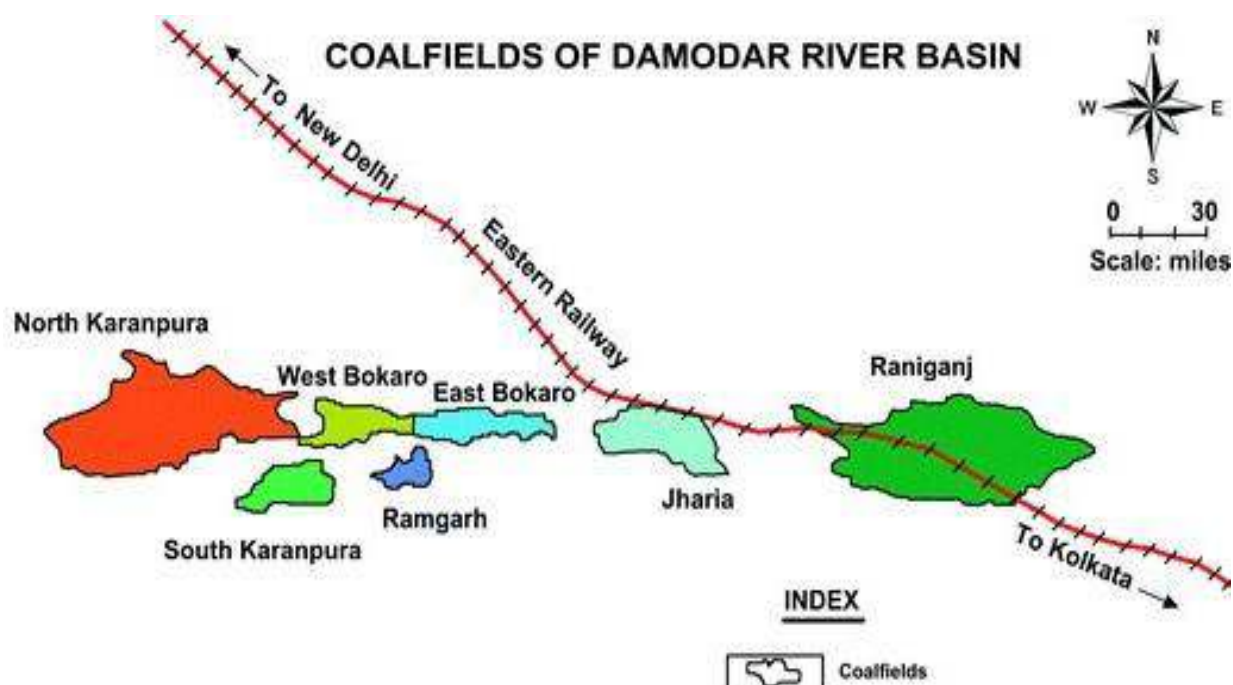 COALFIELDS OF DAMODAR RIVER BASIN
N
W E
S
0 30
Scale: miles
To New Delhi
Eastern Railway
North Karanpura
West Bokaro
East Bokaro
Raniganj
Jharia
Ramgarh
South Karanpura
To Kolkata
INDEX
Coalfields